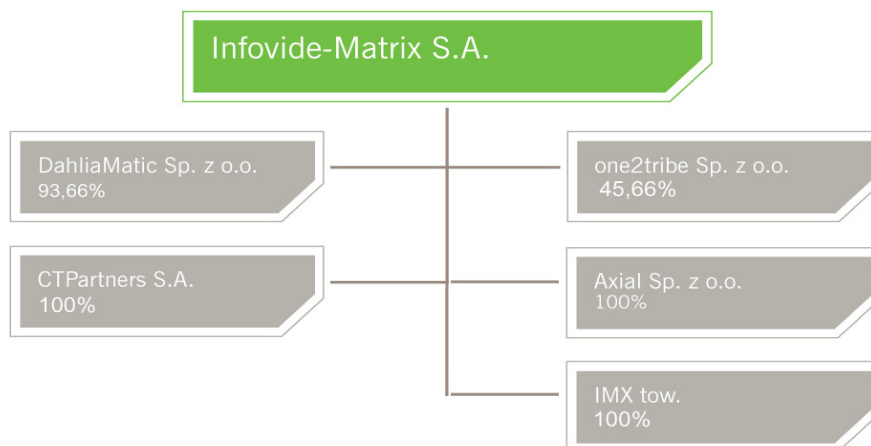 Infovide-Matrix S.A.
DahliaMatic Sp. z o.o.
93,66%
one2tribe Sp. z o.o.
45,66%
CTPartners S.A.
100%
Axial Sp. z o.o.
100%
IMX tow.
100%